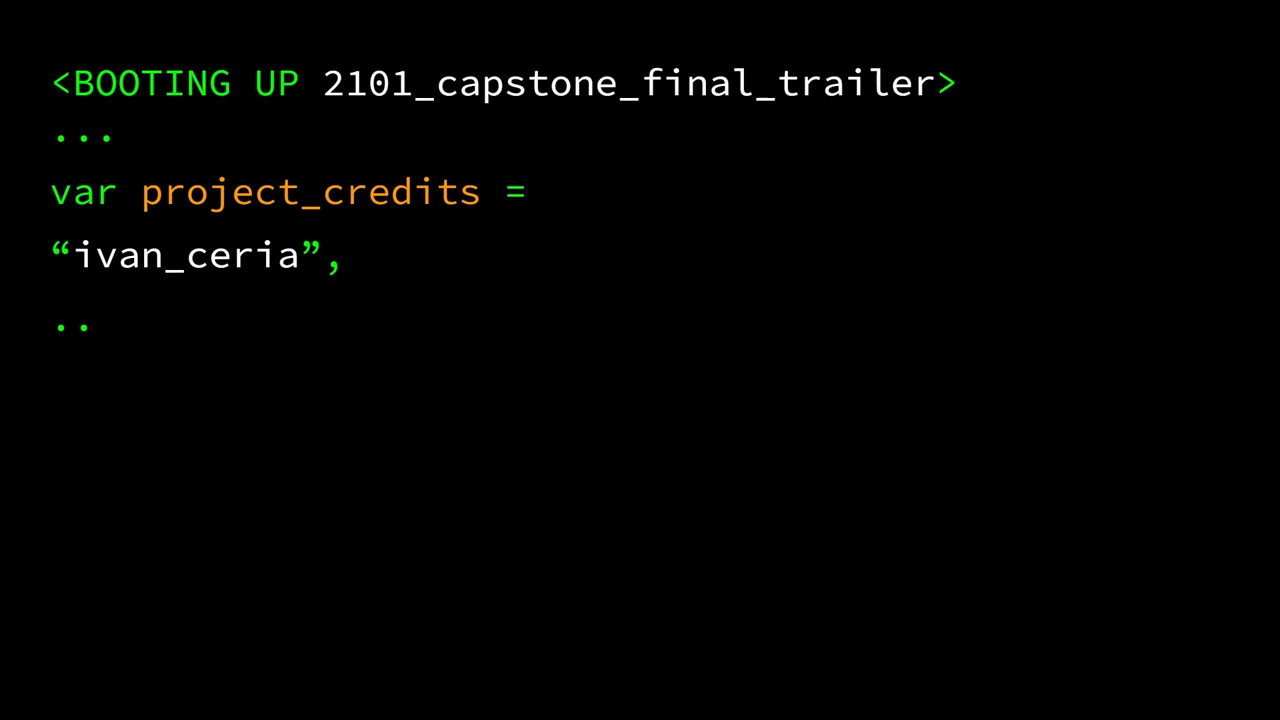 <BOOTING UP 2101_capstone_final_trailer>
...
var project_credits =
“ivan_ceria”,
..